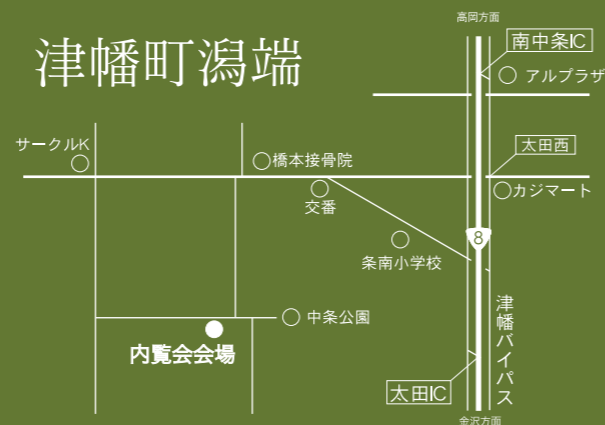 高岡方面
津幡町潟端
南中条IC
アルプラザ
サークルK
橋本接骨院
太田西
交番
カジマート
8
条南小学校
津幡バイパス
中条公園
内覧会会場
太田IC
金沢方面